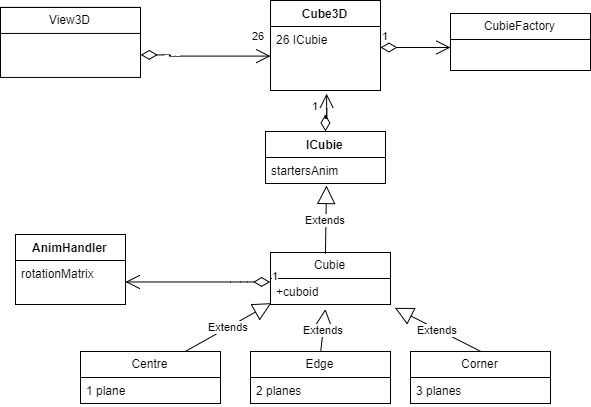 View3D
Cube3D
26 ICubie
CubieFactory
26
1
1
ICubie
startersAnim
Extends
AnimHandler
rotationMatrix
Cubie
+cuboid
1
Extends
Extends
Extends
Centre
1 plane
Edge
2 planes
Corner
3 planes